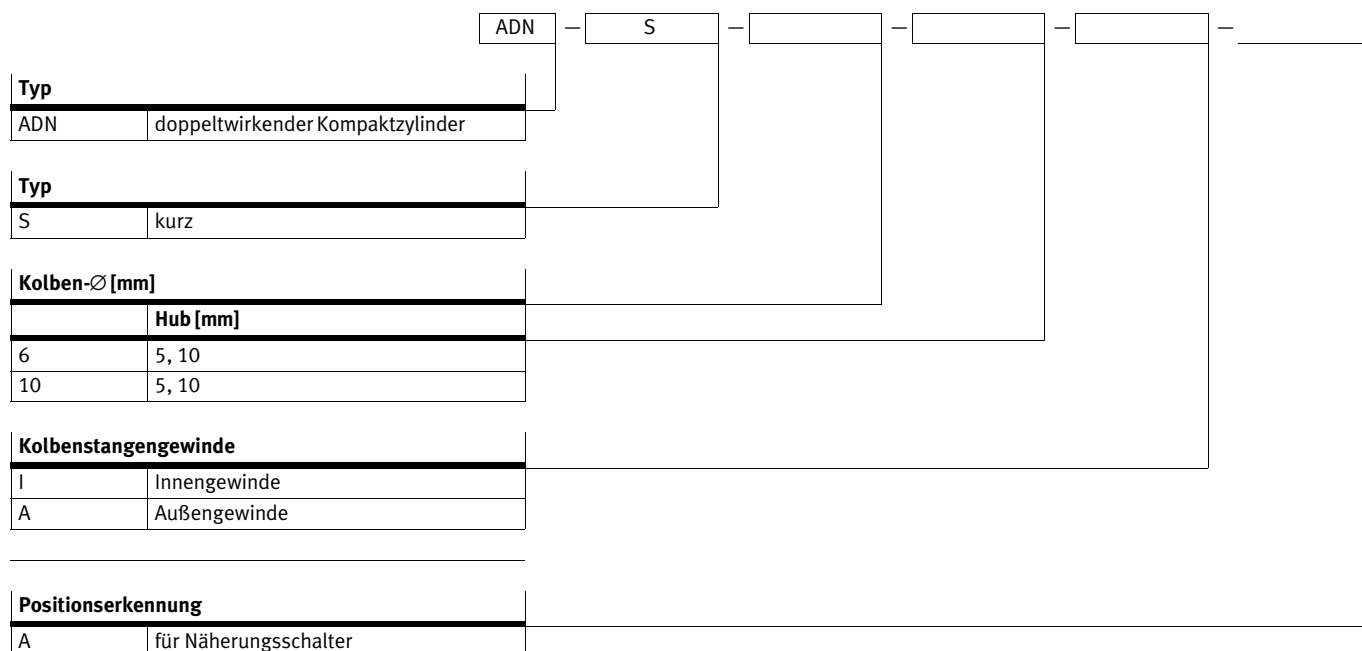 ADN – S – – – –
Typ
ADN doppeltwirkender Kompaktzylinder
Typ
S kurz
Kolben-∅ [mm]
Hub [mm]
6 5, 10
10 5, 10
Kolbenstangengewinde
I Innengewinde
A Außengewinde
Positionserkennung
A für Näherungsschalter